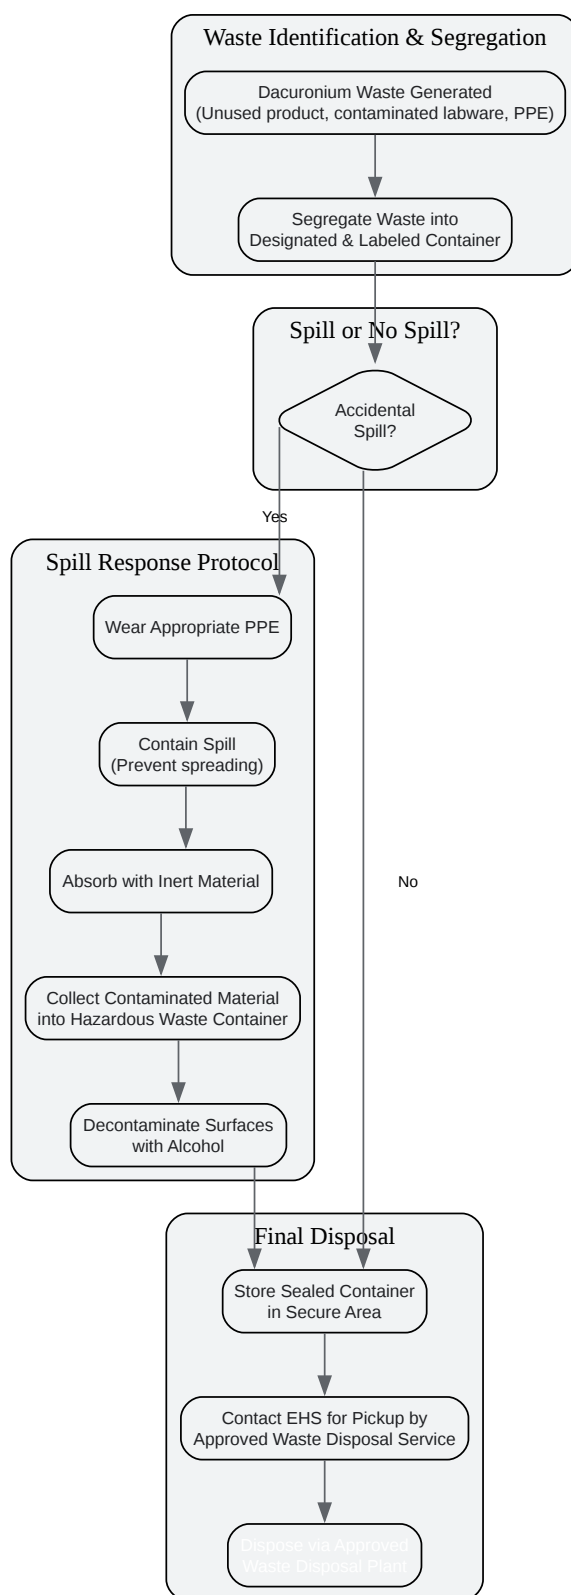 Waste Identification & Segregation
Dacuronium Waste Generated
(Unused product, contaminated labware, PPE)
Segregate Waste into
Designated & Labeled Container
Spill or No Spill?
Accidental
Spill?
Yes
Spill Response Protocol
Wear Appropriate PPE
Contain Spill
(Prevent spreading)
Absorb with Inert Material
No
Collect Contaminated Material
into Hazardous Waste Container
Decontaminate Surfaces
with Alcohol
Final Disposal
Store Sealed Container
in Secure Area
Contact EHS for Pickup by
Approved Waste Disposal Service
Dispose via Approved
Waste Disposal Plant